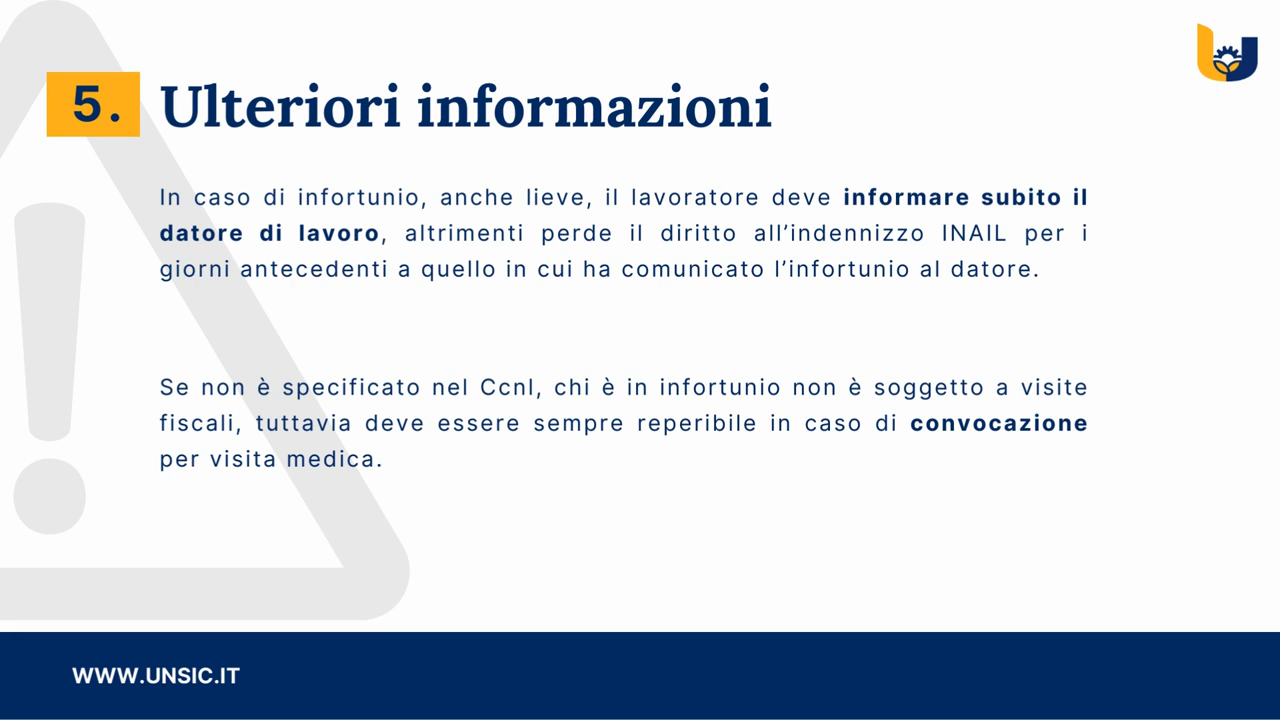 5. Ulteriori informazioni
In caso di infortunio, anche lieve, il lavoratore deve informare subito il
datore di lavoro, altrimenti perde il diritto all’indennizzo INAIL per i
giorni antecedenti a quello in cui ha comunicato l’infortunio al datore.
Se non è specificato nel Ccnl, chi è in infortunio non è soggetto a visite
fiscali, tuttavia deve essere sempre reperibile in caso di convocazione
per visita medica.
WWW.UNSIC.IT